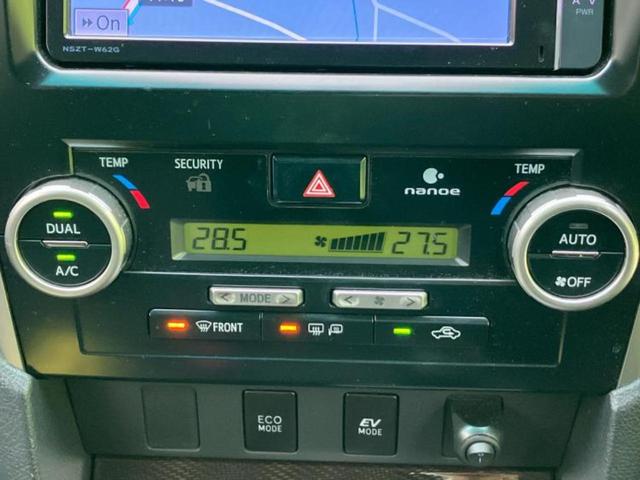 On
NSZT-W62G
A V
PWR
TEMP SECURITY nanoe TEMP
DUAL 28.5 27.5 AUTO
A/C OFF
< MODE > < >
FRONT
ECO MODE
EV MODE